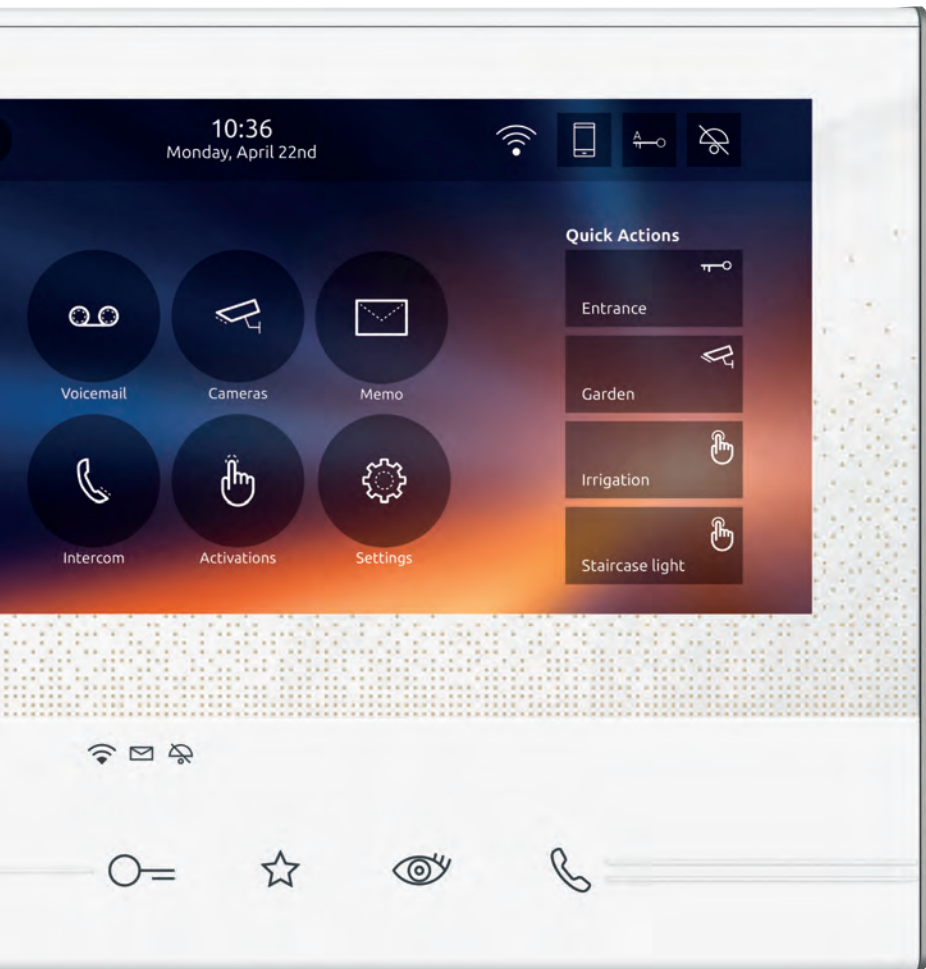 10:36
Monday, April 22nd
A
Quick Actions
Entrance
Garden
Irrigation
Staircase light
Voicemail
Cameras
Memo
Intercom
Activations
Settings